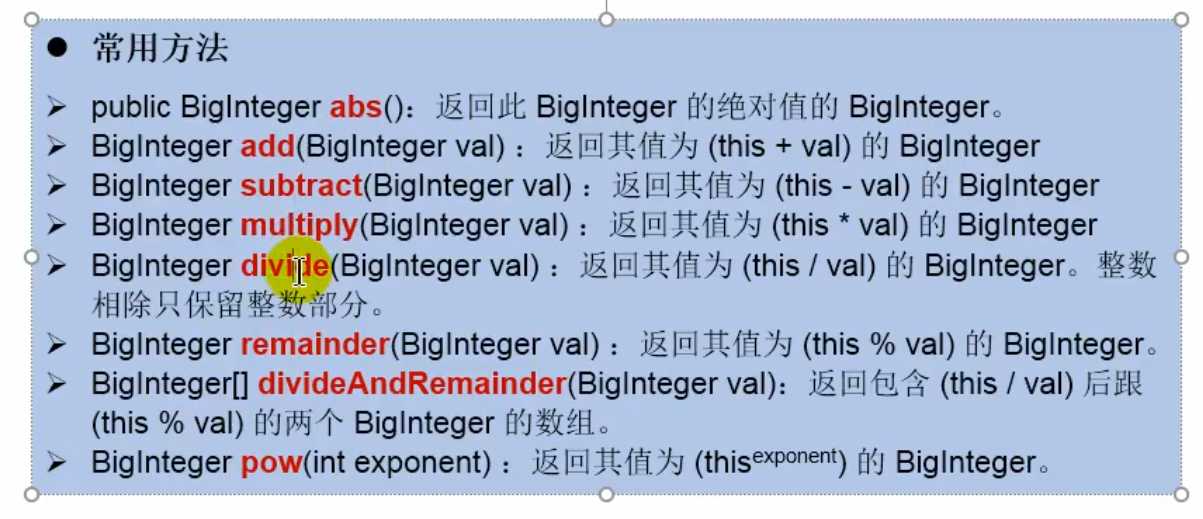 ● 常用方法
➢ public BigInteger abs()：返回此 BigInteger 的绝对值的 BigInteger。
➢ BigInteger add(BigInteger val) ：返回其值为 (this + val) 的 BigInteger
➢ BigInteger subtract(BigInteger val) ：返回其值为 (this - val) 的 BigInteger
➢ BigInteger multiply(BigInteger val) ：返回其值为 (this * val) 的 BigInteger
➢ BigInteger divide(BigInteger val) ：返回其值为 (this / val) 的 BigInteger。整数
相除只保留整数部分。
➢ BigInteger remainder(BigInteger val) ：返回其值为 (this % val) 的 BigInteger。
➢ BigInteger[] divideAndRemainder(BigInteger val)：返回包含 (this / val) 后跟
(this % val) 的两个 BigInteger 的数组。
➢ BigInteger pow(int exponent) ：返回其值为 (thisexponent) 的 BigInteger。